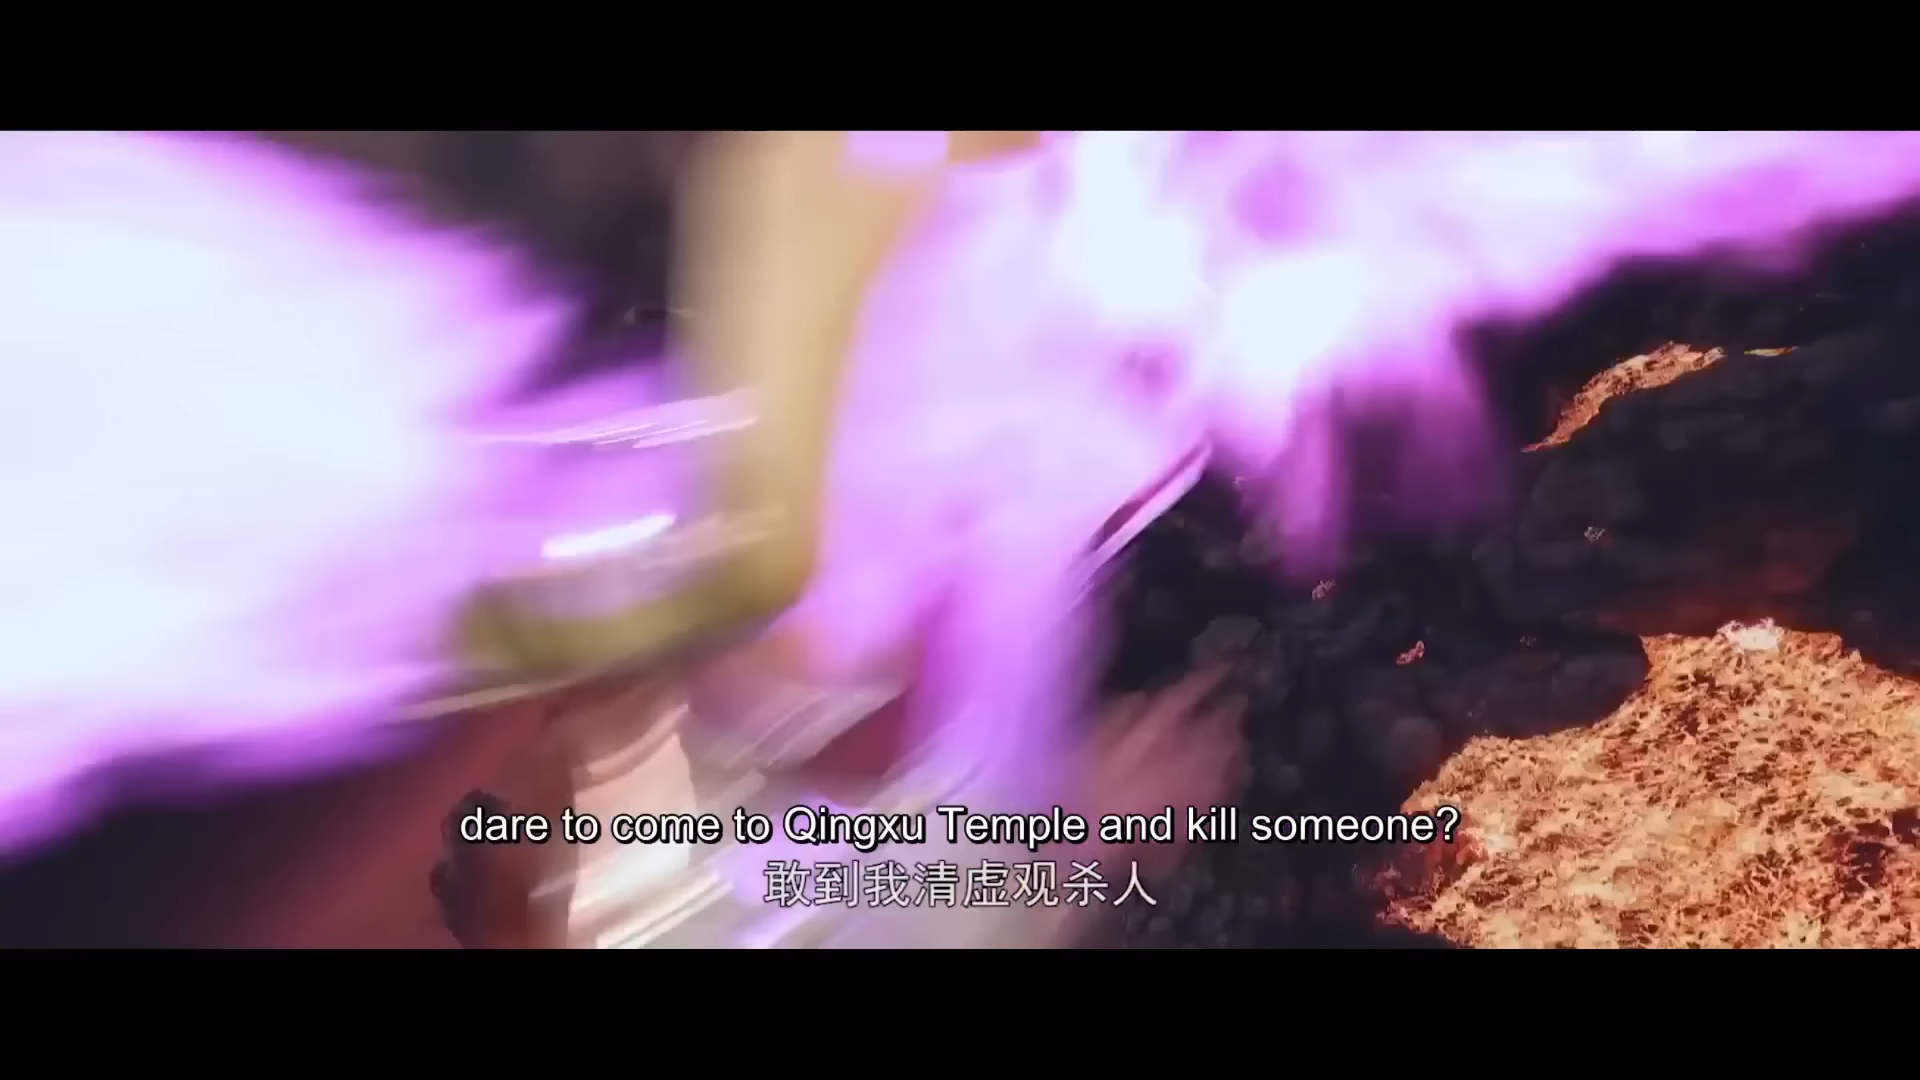 dare to come to Qingxu Temple and kill someone?
敢到我清虚观杀人